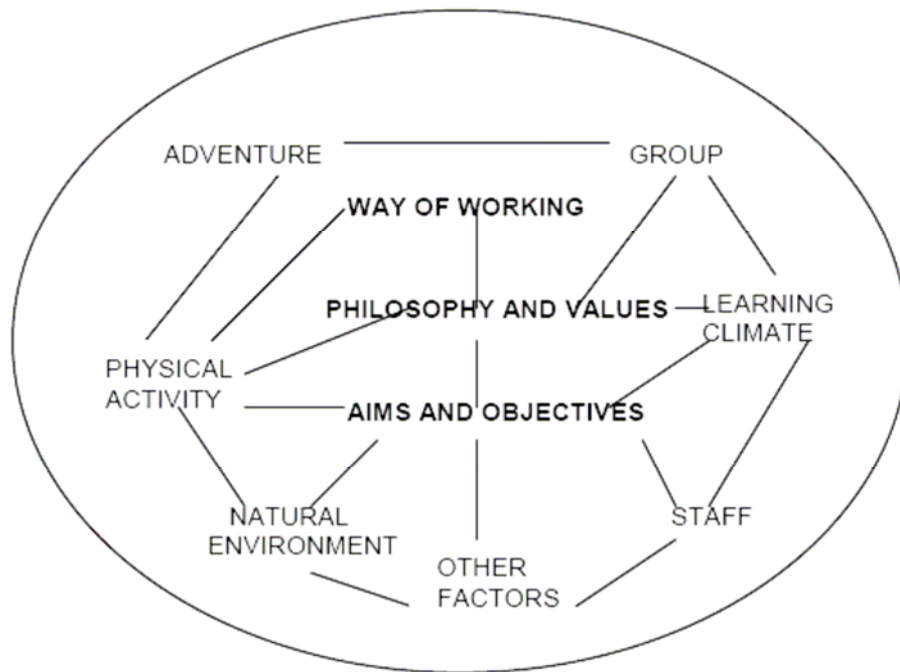 ADVENTURE
GROUP
WAY OF WORKING
PHILOSOPHY AND VALUES
LEARNING
CLIMATE
PHYSICAL
ACTIVITY
AIMS AND OBJECTIVES
NATURAL
ENVIRONMENT
STAFF
OTHER
FACTORS